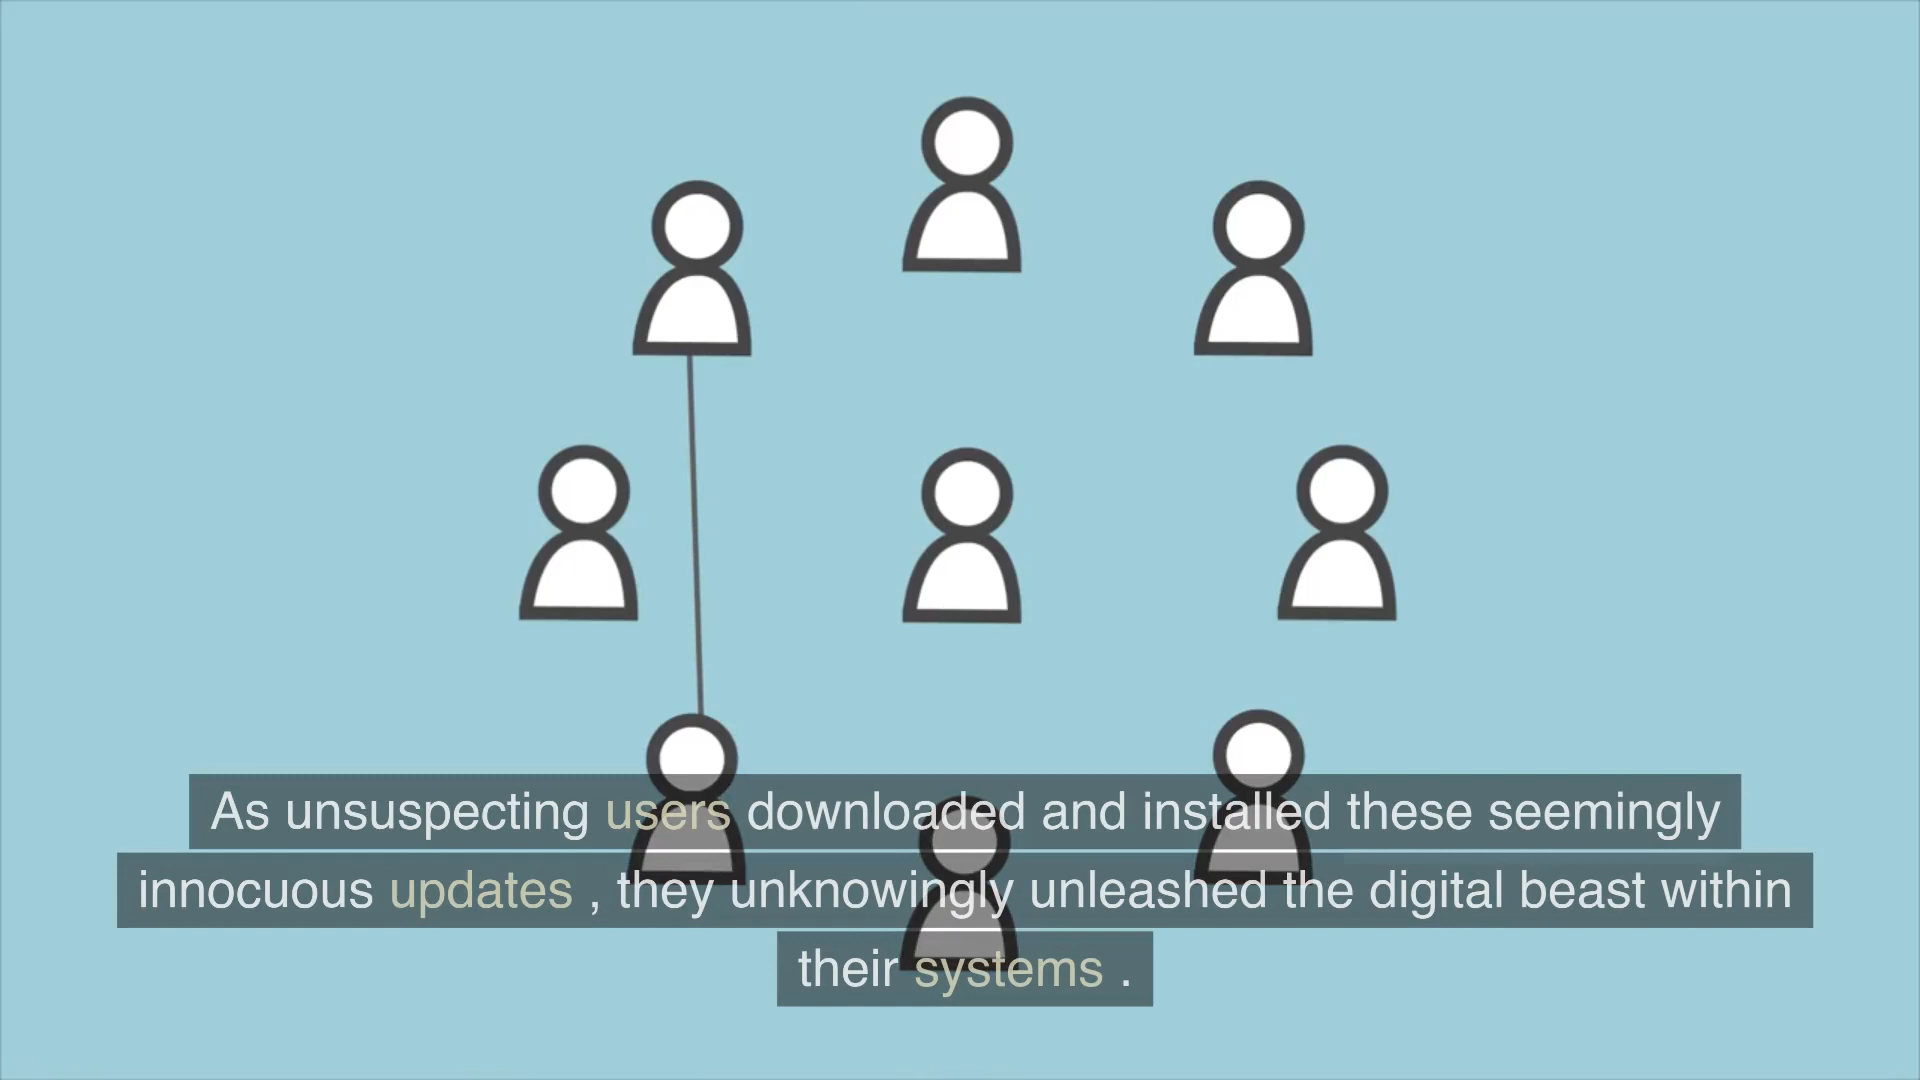 As unsuspecting users downloaded and installed these seemingly
innocuous updates , they unknowingly unleashed the digital beast within
their systems .